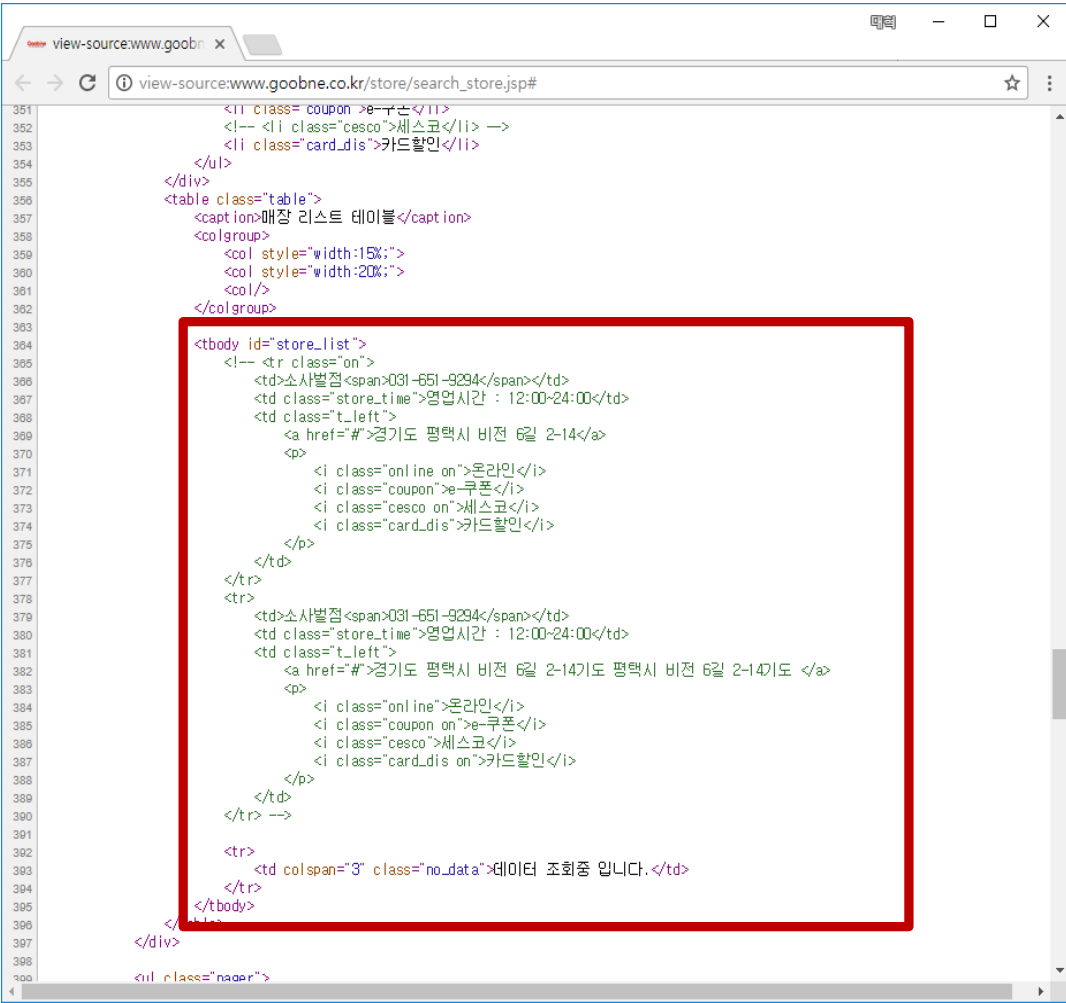 태혁
Goobne view-source:www.goobn
view-source:www.goobne.co.kr/store/search_store.jsp#
351 <li class="coupon">e-쿠폰</li>
352 <!-- <li class="cesco">세스코</li> -->
353 <li class="card_dis">카드할인</li>
354 </ul>
355 </div>
356 <table class="table">
357 <caption>매장 리스트 테이블</caption>
358 <colgroup>
359 <col style="width:15%;">
360 <col style="width:20%;">
361 <col/>
362 </colgroup>
363
364 <tbody id="store_list">
365 <!-- <tr class="on">
366 <td>소사벌점<span>031-651-9294</span></td>
367 <td class="store_time">영업시간 : 12:00~24:00</td>
368 <td class="t_left">
369 <a href="#">경기도 평택시 비전 6길 2-14</a>
370 <p>
371 <i class="online on">온라인</i>
372 <i class="coupon">e-쿠폰</i>
373 <i class="cesco on">세스코</i>
374 <i class="card_dis">카드할인</i>
375 </p>
376 </td>
377 </tr>
378 <tr>
379 <td>소사벌점<span>031-651-9294</span></td>
380 <td class="store_time">영업시간 : 12:00~24:00</td>
381 <td class="t_left">
382 <a href="#">경기도 평택시 비전 6길 2-14기도 평택시 비전 6길 2-14기도 </a>
383 <p>
384 <i class="online">온라인</i>
385 <i class="coupon on">e-쿠폰</i>
386 <i class="cesco">세스코</i>
387 <i class="card_dis on">카드할인</i>
388 </p>
389 </td>
390 </tr> -->
391
392 <tr>
393 <td colspan="3" class="no_data">데이터 조회중 입니다.</td>
394 </tr>
395 </tbody>
396 </table>
397 </div>
398
399 <ul class="pager">